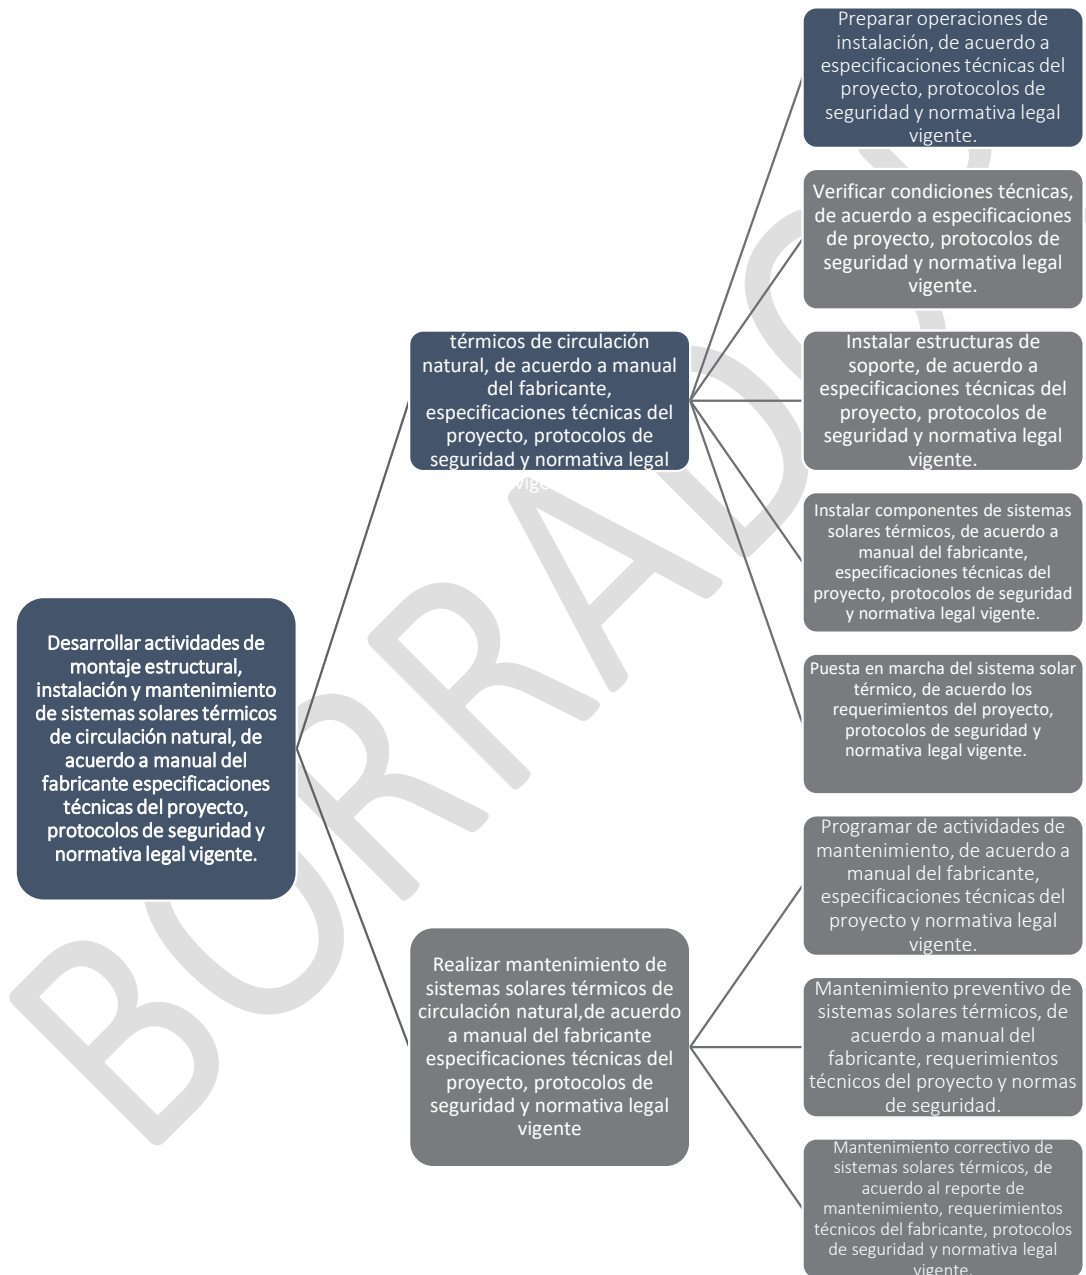 Preparar operaciones de
instalación, de acuerdo a
especificaciones técnicas del
proyecto, protocolos de
seguridad y normativa legal
vigente.
Verificar condiciones técnicas,
de acuerdo a especificaciones
de proyecto, protocolos de
seguridad y normativa legal
vigente.
térmicos de circulación
natural, de acuerdo a manual
del fabricante,
especificaciones técnicas del
proyecto, protocolos de
seguridad y normativa legal
Instalar estructuras de
soporte, de acuerdo a
especificaciones técnicas del
proyecto, protocolos de
seguridad y normativa legal
vigente.
Instalar componentes de sistemas
solares térmicos, de acuerdo a
manual del fabricante,
especificaciones técnicas del
proyecto, protocolos de seguridad
y normativa legal vigente.
Desarrollar actividades de
montaje estructural,
instalación y mantenimiento
de sistemas solares térmicos
de circulación natural, de
acuerdo a manual del
fabricante especificaciones
técnicas del proyecto,
protocolos de seguridad y
normativa legal vigente.
Puesta en marcha del sistema solar
térmico, de acuerdo los
requerimientos del proyecto,
protocolos de seguridad y
normativa legal vigente.
Programar de actividades de
mantenimiento, de acuerdo a
manual del fabricante,
especificaciones técnicas del
proyecto y normativa legal
vigente.
Realizar mantenimiento de
sistemas solares térmicos de
circulación natural,de acuerdo
a manual del fabricante
especificaciones técnicas del
proyecto, protocolos de
seguridad y normativa legal
vigente
Mantenimiento preventivo de
sistemas solares térmicos, de
acuerdo a manual del
fabricante, requerimientos
técnicos del proyecto y normas
de seguridad.
Mantenimiento correctivo de
sistemas solares térmicos, de
acuerdo al reporte de
mantenimiento, requerimientos
técnicos del fabricante, protocolos
de seguridad y normativa legal
vigente.
BORRADOR